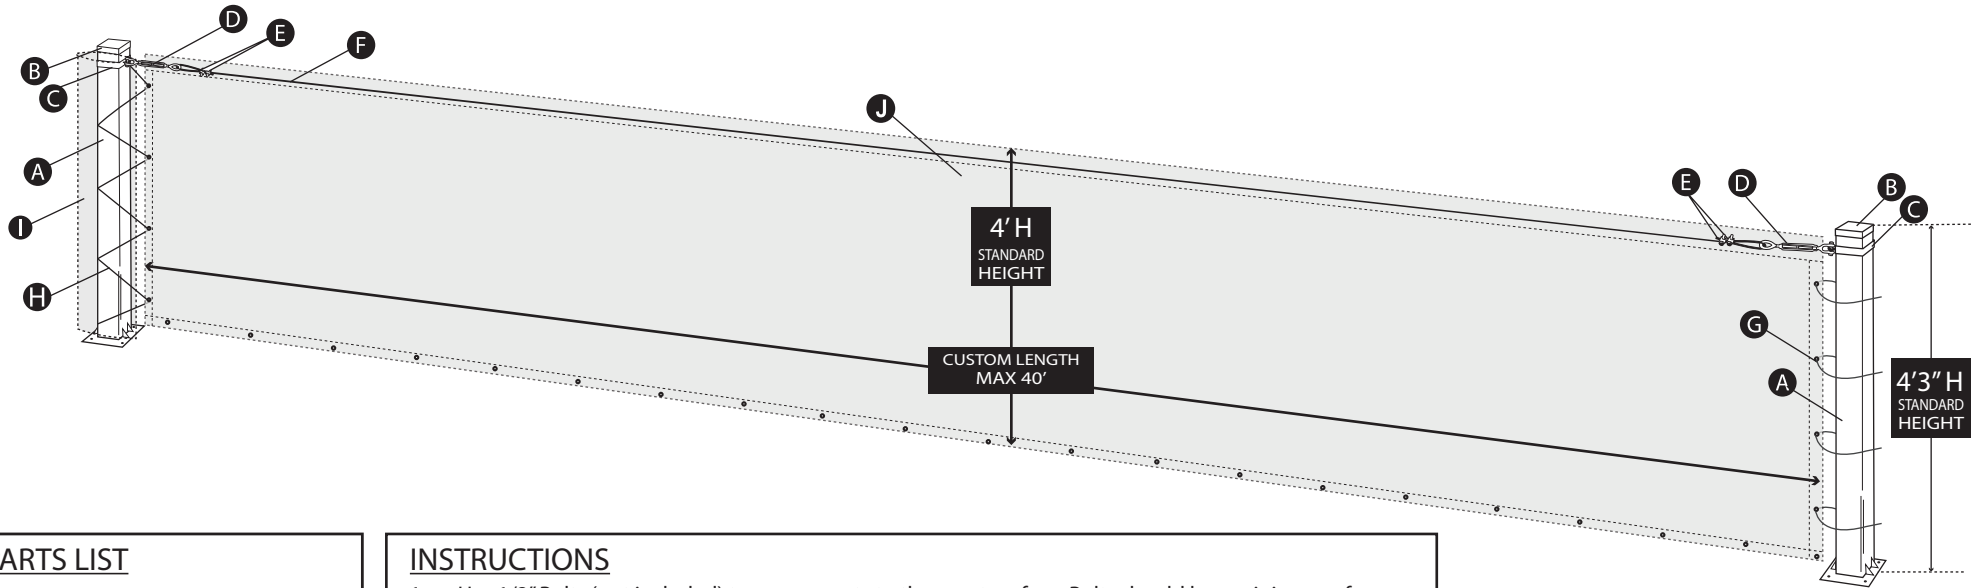 D
E
F
B
C
A
I
H
J
4' H
STANDARD
HEIGHT
CUSTOM LENGTH
MAX 40'
E
D
B
C
G
A
4'3" H
STANDARD
HEIGHT
ARTS LIST
INSTRUCTIONS